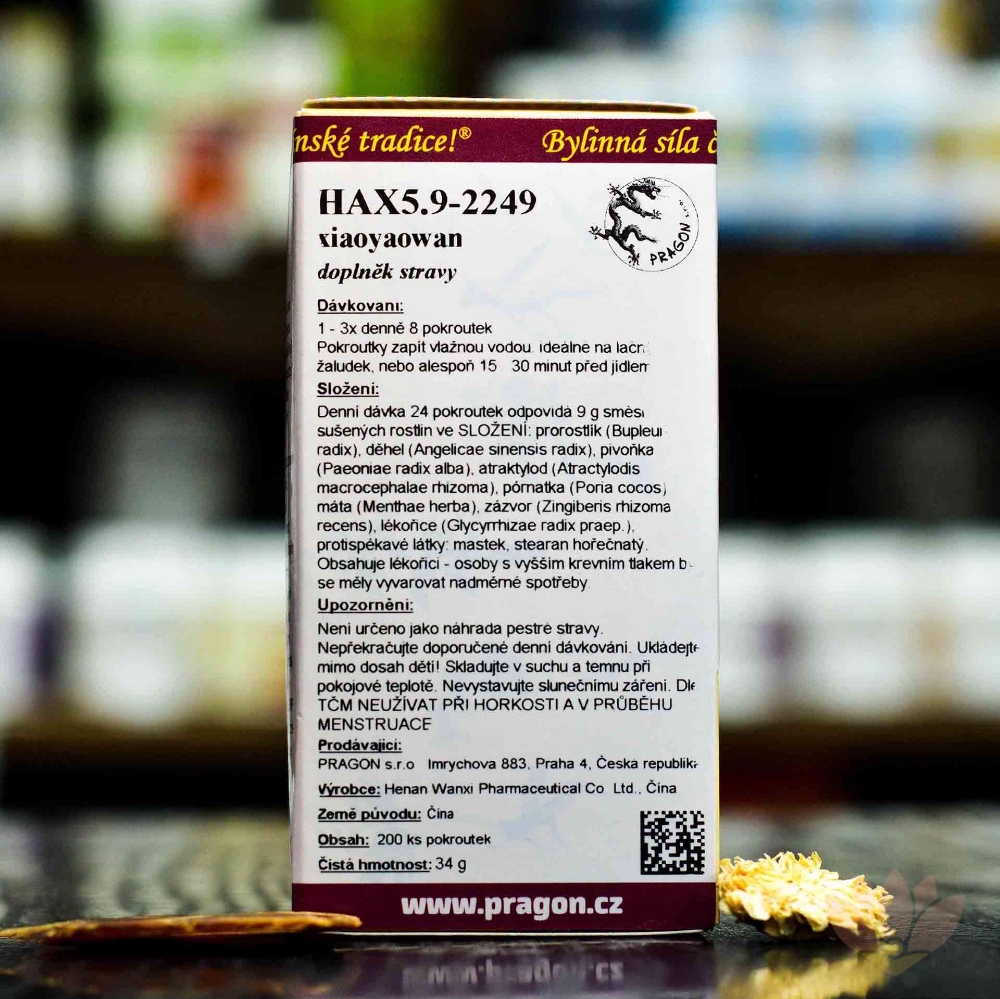 nské tradice!® Bylinná síla č
HAX5.9-2249
xiaoyaowan
doplněk stravy
PRAGON s.r.o.
Dávkovaní:
1 - 3x denně 8 pokroutek
Pokroutky zapít vlažnou vodou. ideálně na lačn
žaludek, nebo alespoň 15 30 minut před jídlem
Složení:
Denní dávka 24 pokroutek odpovídá 9 g směsi
sušených rostlin ve SLOŽENÍ: prorostlík (Bupleur
radix), děhel (Angelicae sinensis radix), pivoňka
(Paeoniae radix alba), atraktylod (Atractylodis
macrocephalae rhizoma), pórnatka (Poria cocos)
máta (Menthae herba), zázvor (Zingiberis rhizoma
recens), lékořice (Glycyrrhizae radix praep.),
protispékavé látky: mastek, stearan hořečnatý.
Obsahuje lékořici - osoby s vyšším krevním tlakem b
se měly vyvarovat nadměrné spotřeby.
Upozornění:
Není určeno jako náhrada pestré stravy.
Nepřekračujte doporučené denní dávkování. Ukládejte
mimo dosah dětí! Skladujte v suchu a temnu při
pokojové teplotě. Nevystavujte slunečnímu záření. Dle
TČM NEUŽÍVAT PŘI HORKOSTI A V PRŮBĚHU
MENSTRUACE
Prodávající:
PRAGON s.r.o Imrychova 883, Praha 4, Česká republika
Výrobce: Henan Wanxi Pharmaceutical Co Ltd., Čína
Země původu: Čína
Obsah: 200 ks pokroutek
Čistá hmotnost: 34 g
www.pragon.cz